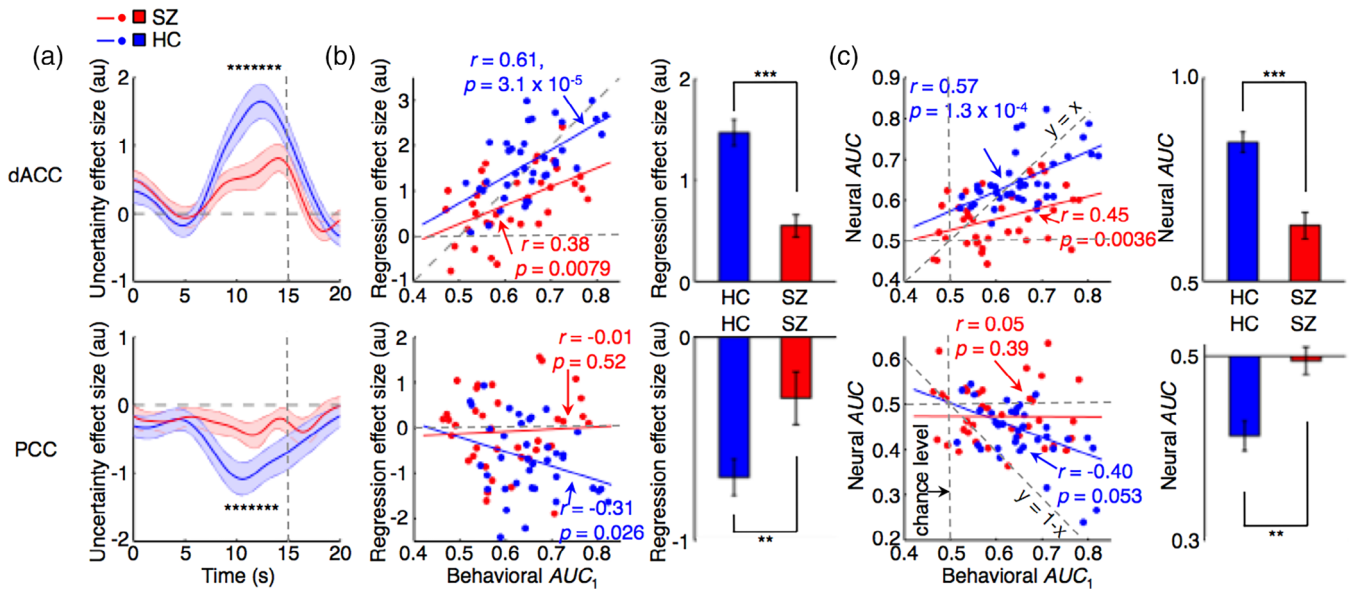 SZ
HC
(a)
(b)
(c)
dACC
Uncertainty effect size (au)
2
1
0
-1
0
5
10
15
20
*******
Regression effect size (au)
3
2
1
0
-1
0.4
0.5
0.6
0.7
0.8
r = 0.61,
p = 3.1 x 10-5
r = 0.38
p = 0.0079
Regression effect size (au)
2
1
0
***
HC
SZ
Neural AUC
0.9
0.8
0.7
0.6
0.5
0.4
0.4
0.5
0.6
0.7
0.8
r = 0.57
p = 1.3 x 10-4
y = x
r = 0.45
p = 0.0036
Neural AUC
1.0
0.5
***
HC
SZ
PCC
Uncertainty effect size (au)
1
0
-1
-2
0
5
10
15
20
*******
Time (s)
Regression effect size (au)
2
1
0
-1
-2
0.4
0.5
0.6
0.7
0.8
r = -0.01
p = 0.52
r = -0.31
p = 0.026
Behavioral AUC1
Regression effect size (au)
0
-1
HC
SZ
**
Neural AUC
0.6
0.5
0.4
0.3
0.2
0.4
0.5
0.6
0.7
0.8
r = 0.05
p = 0.39
r = -0.40
p = 0.053
chance level
y = 1-x
Behavioral AUC1
Neural AUC
0.5
0.3
HC
SZ
**